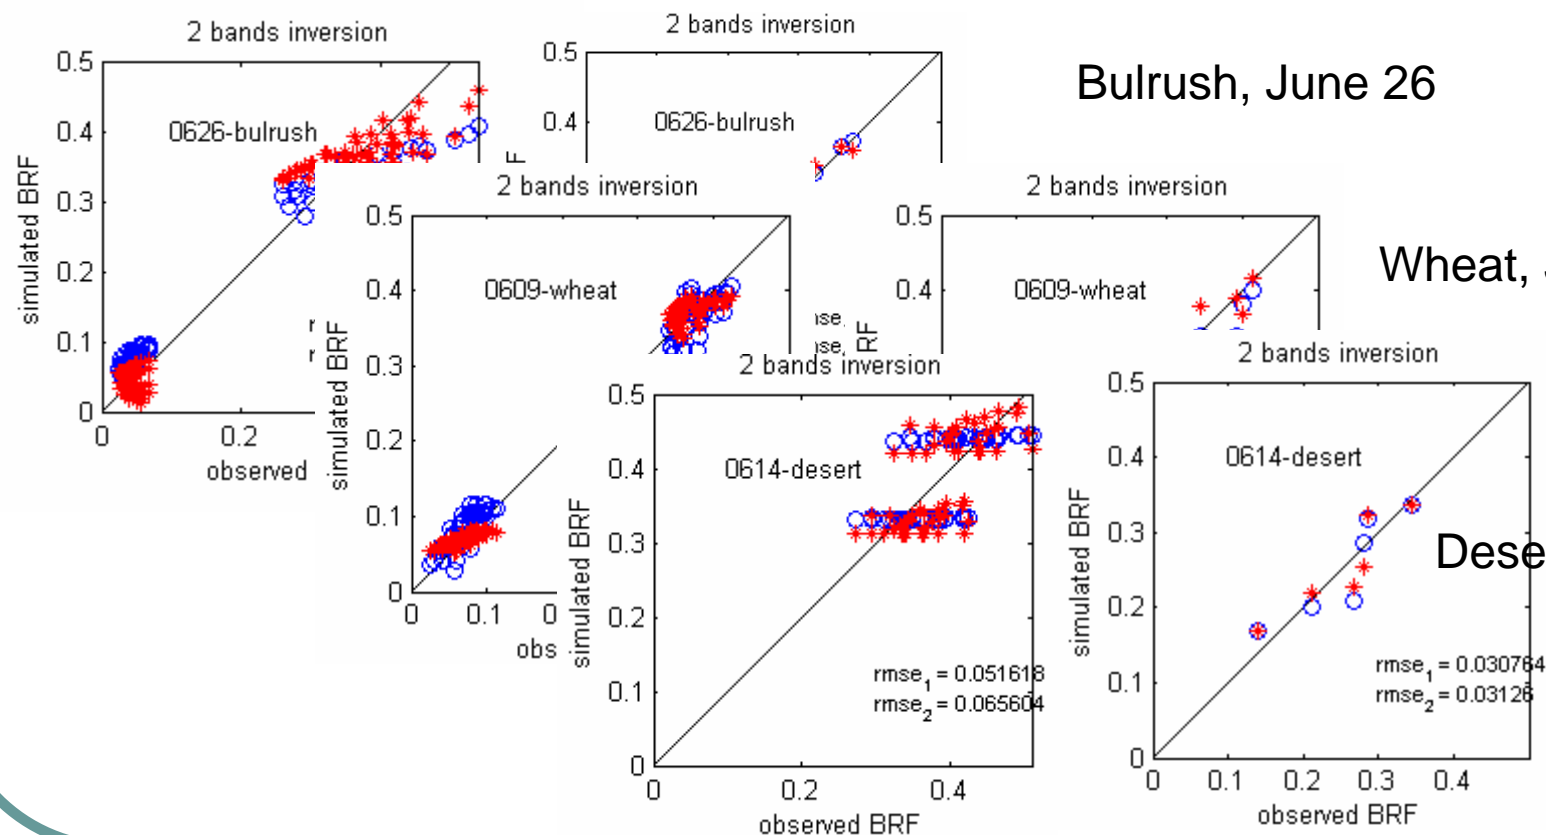 2 bands inversion
0.5
0626-bulrush
0.4
0.3
0.2
0.1
0
simulated BRF
0
0.2
observed
2 bands inversion
0.5
0626-bulrush
0.4
Bulrush, June 26
2 bands inversion
0.5
0609-wheat
0.4
0.3
0.2
0.1
0
simulated BRF
0
0.1
2 bands inversion
0.5
0609-wheat
0.4
Wheat,
2 bands inversion
0.5
0614-desert
0.4
0.3
0.2
0.1
0
simulated BRF
rmse1 = 0.051618
rmse2 = 0.065604
0
0.2
0.4
observed BRF
2 bands inversion
0.5
0614-desert
0.4
0.3
0.2
0.1
0
simulated BRF
rmse1 = 0.030764
rmse2 = 0.03126
0
0.1
0.2
0.3
0.4
observed BRF
Dese